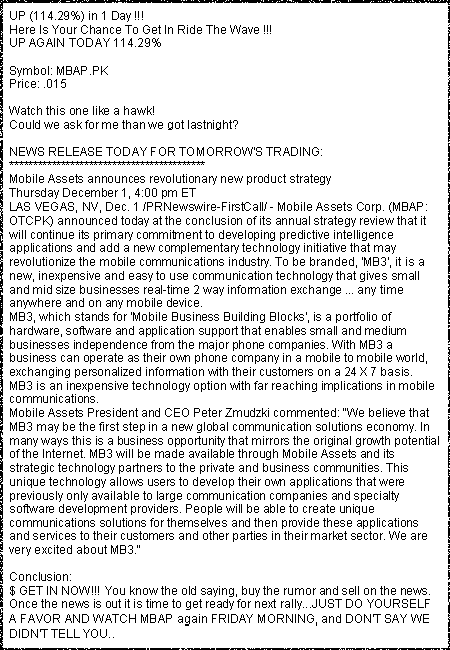 UP (114.29%) in 1 Day !!!
Here Is Your Chance To Get In Ride The Wave !!!
UP AGAIN TODAY 114.29%
Symbol: MBAP.PK
Price: .015
Watch this one like a hawk!
Could we ask for me than we got lastnight?
NEWS RELEASE TODAY FOR TOMORROW'S TRADING:
****************************************
Mobile Assets announces revolutionary new product strategy
Thursday December 1, 4:00 pm ET
LAS VEGAS, NV, Dec. 1 /PRNewswire-FirstCall/ - Mobile Assets Corp. (MBAP:
OTCPK) announced today at the conclusion of its annual strategy review that it
will continue its primary commitment to developing predictive intelligence
applications and add a new complementary technology initiative that may
revolutionize the mobile communications industry. To be branded, 'MB3', it is a
new, inexpensive and easy to use communication technology that gives small
and mid size businesses real-time 2 way information exchange ... any time
anywhere and on any mobile device.
MB3, which stands for 'Mobile Business Building Blocks', is a portfolio of
hardware, software and application support that enables small and medium
businesses independence from the major phone companies. With MB3 a
business can operate as their own phone company in a mobile to mobile world,
exchanging personalized information with their customers on a 24 X 7 basis.
MB3 is an inexpensive technology option with far reaching implications in mobile
communications.
Mobile Assets President and CEO Peter Zmudzki commented: "We believe that
MB3 may be the first step in a new global communication solutions economy. In
many ways this is a business opportunity that mirrors the original growth potential
of the Internet. MB3 will be made available through Mobile Assets and its
strategic technology partners to the private and business communities. This
unique technology allows users to develop their own applications that were
previously only available to large communication companies and specialty
software development providers. People will be able to create unique
communications solutions for themselves and then provide these applications
and services to their customers and other parties in their market sector. We are
very excited about MB3."
Conclusion:
$ GET IN NOW!!! You know the old saying, buy the rumor and sell on the news.
Once the news is out it is time to get ready for next rally...JUST DO YOURSELF
A FAVOR AND WATCH MBAP again FRIDAY MORNING, and DON'T SAY WE
DIDN'T TELL YOU..